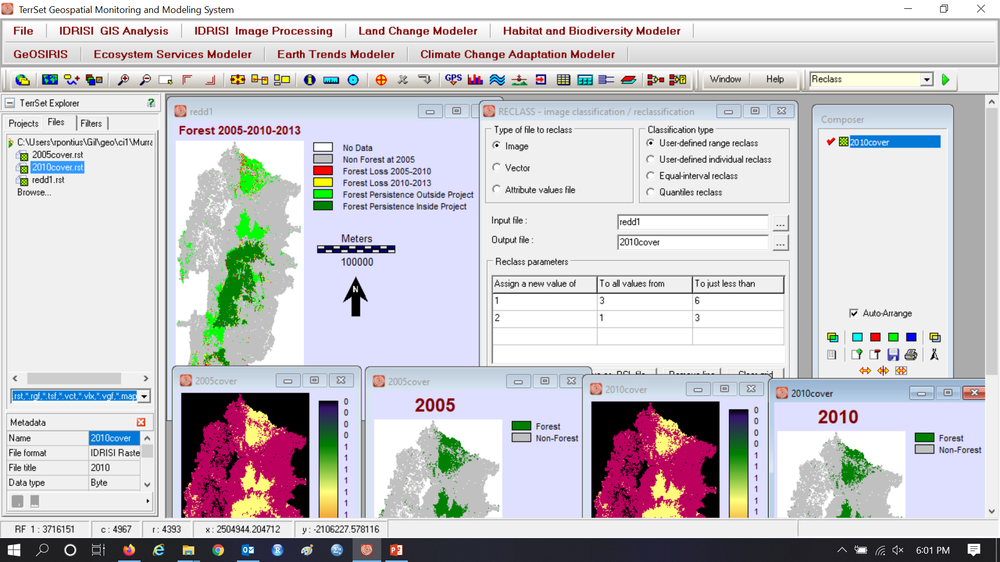 TerrSet Geospatial Monitoring and Modeling System
File
IDRISI GIS Analysis
IDRISI Image Processing
Land Change Modeler
Habitat and Biodiversity Modeler
GeOSIRIS
Ecosystem Services Modeler
Earth Trends Modeler
Climate Change Adaptation Modeler
GPS
Window
Help
Reclass
TerrSet Explorer
?
Projects
Files
Filters
C:\Users\rpontius\Gil\geo\ci1\Murra
2005cover.rst
2010cover.rst
redd1.rst
Browse...
.rst,*.rgf,*.tsf,*.vct,*.vlx,*.vgf,*.map
Metadata
Name 2010cover
File format IDRISI Raste
File title 2010
Data type Byte
redd1
Forest 2005-2010-2013
No Data
Non Forest at 2005
Forest Loss 2005-2010
Forest Loss 2010-2013
Forest Persistence Outside Project
Forest Persistence Inside Project
Meters
100000
N
RECLASS - image classification / reclassification
Type of file to reclass
Image
Vector
Attribute values file
Classification type
User-defined range reclass
User-defined individual reclass
Equal-interval reclass
Quantiles reclass
Input file :
redd1
...
Output file :
2010cover
...
Reclass parameters
Assign a new value of To all values from To just less than
1 3 6
2 1 3
Composer
2010cover
Auto-Arrange
2005cover
0
0
0
0
1
1
1
1
1
1
1
2005cover
2005
Forest
Non-Forest
2010cover
0
0
0
0
1
1
1
1
1
1
2010cover
2010
Forest
Non-Forest
RF 1 : 3716151
c : 4967
r : 4393
x : 2504944.204712
y : -2106227.578116
6:01 PM